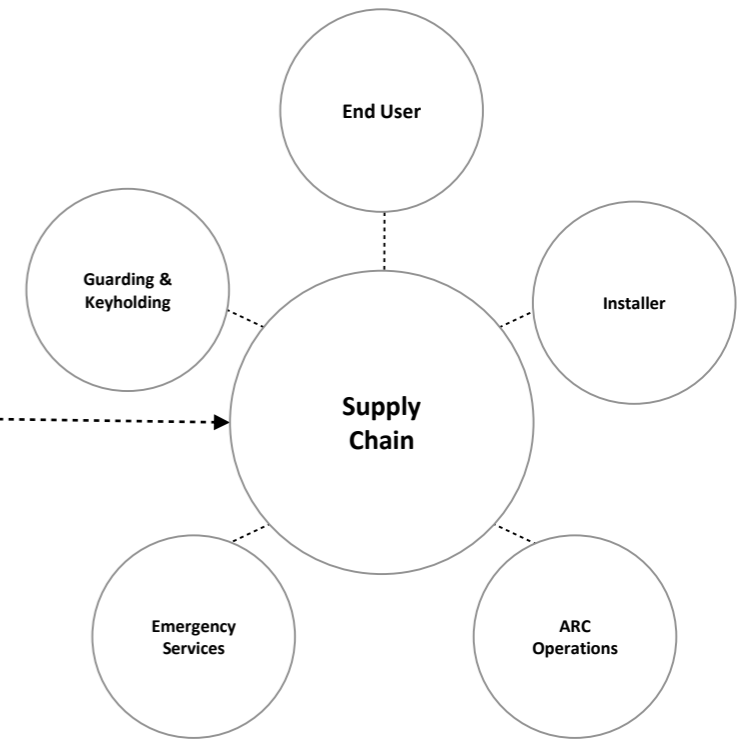 End User
Guarding &
Keyholding
Installer
Supply
Chain
Emergency
Services
ARC
Operations